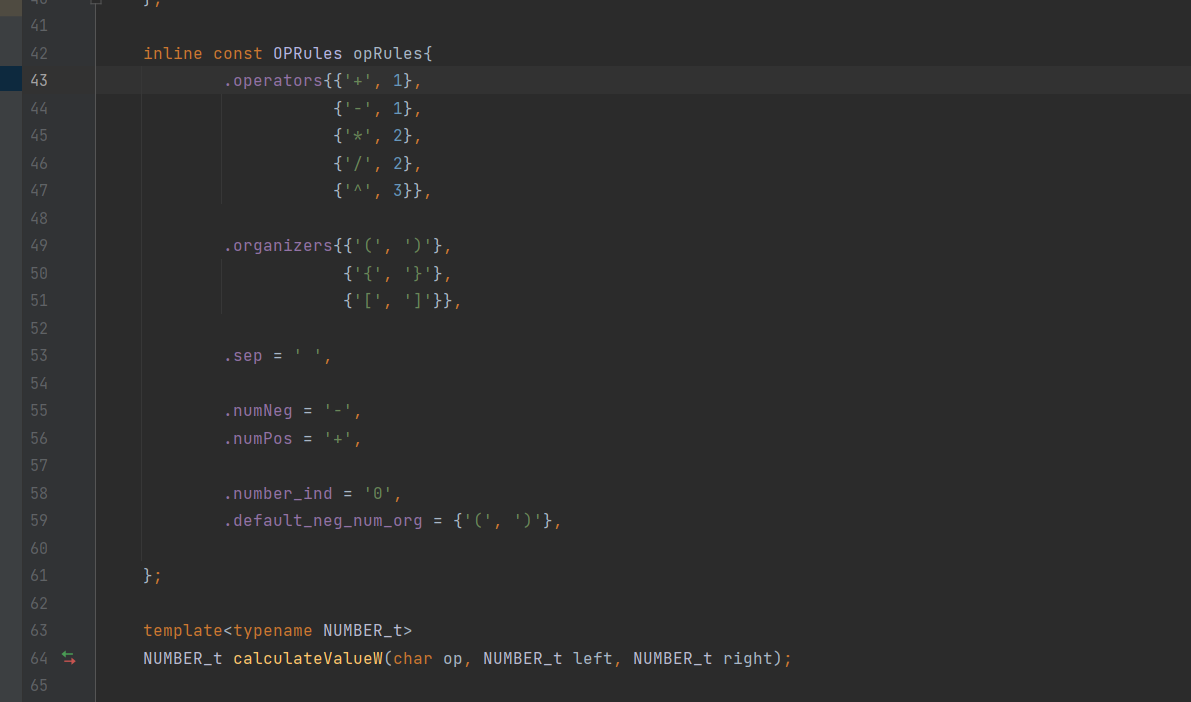 40 };
41
42 inline const OPRules opRules{
43 .operators{{'+', 1},
44 {'-', 1},
45 {'*', 2},
46 {'/', 2},
47 {'^', 3}},
48
49 .organizers{{'(', ')'},
50 {'{', '}'},
51 {'[', ']'}},
52
53 .sep = ' ',
54
55 .numNeg = '-',
56 .numPos = '+',
57
58 .number_ind = '0',
59 .default_neg_num_org = {'(', ')'},
60
61 };
62
63 template<typename NUMBER_t>
64 NUMBER_t calculateValueW(char op, NUMBER_t left, NUMBER_t right);
65